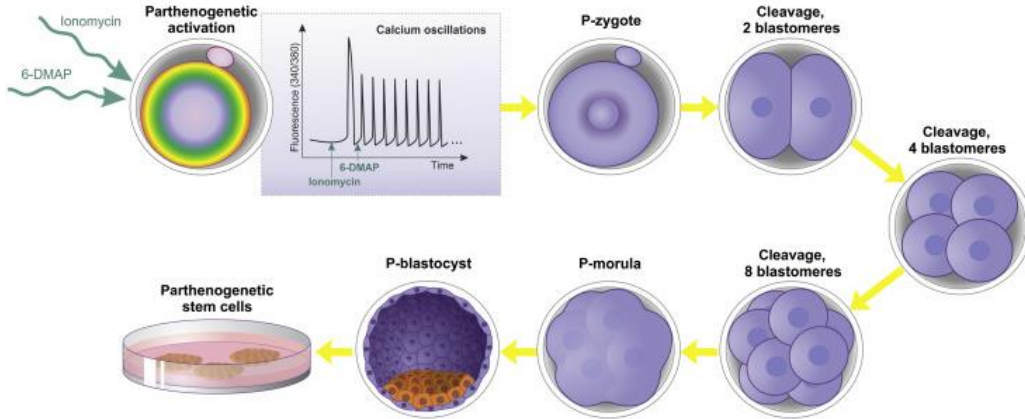 Ionomycin
6-DMAP
Parthenogenetic
activation
Calcium oscillations
Fluorescence (340/380)
6-DMAP
Time
Ionomycin
...
P-zygote
Cleavage,
2 blastomeres
Cleavage,
4 blastomeres
Cleavage,
8 blastomeres
P-morula
P-blastocyst
Parthenogenetic
stem cells